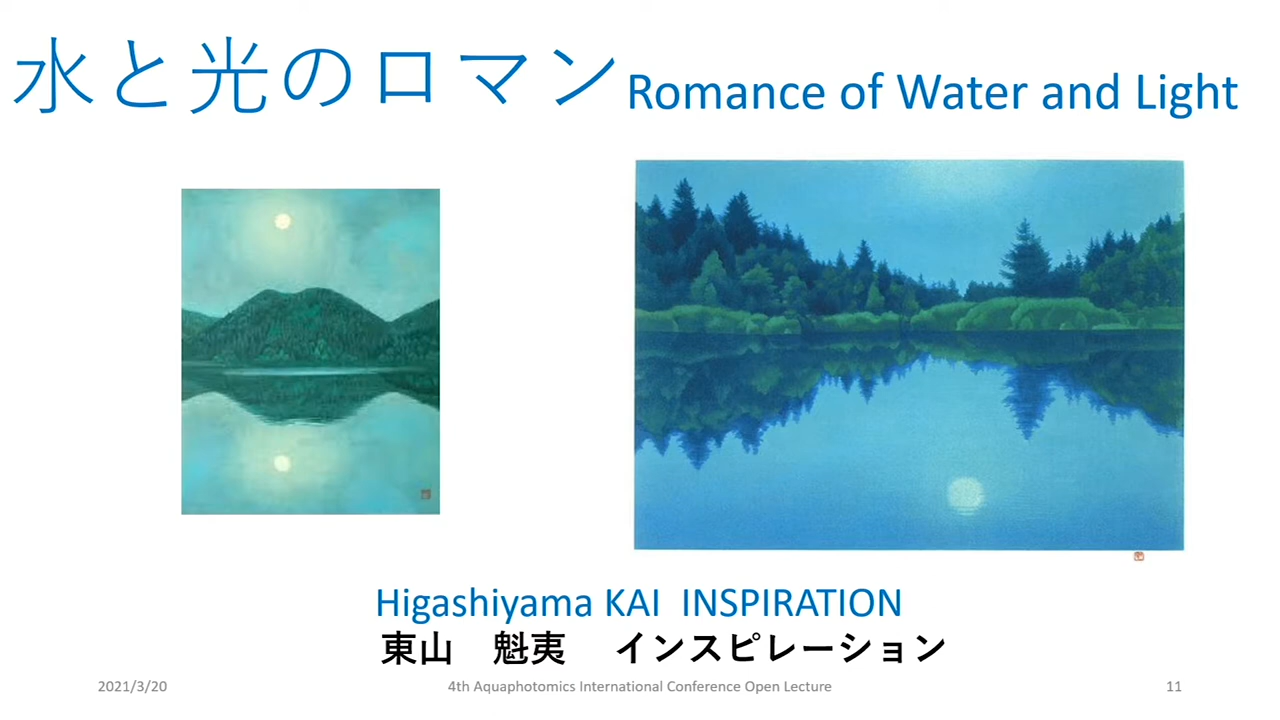 水と光のロマン Romance of Water and Light
Higashiyama KAI INSPIRATION
東山 魁夷 インスピレーション
2021/3/20 4th Aquaphotomics International Conference Open Lecture 11